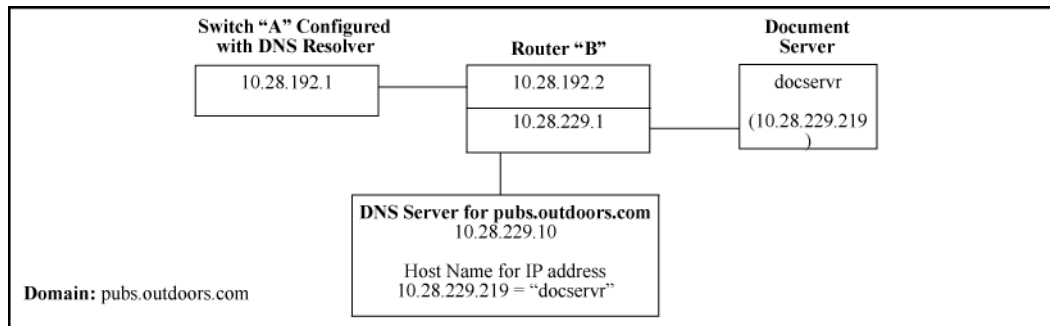 Switch “A” Configured
with DNS Resolver
10.28.192.1
Router “B”
10.28.192.2
10.28.229.1
Document
Server
docservr
(10.28.229.219
)
DNS Server for pubs.outdoors.com
10.28.229.10
Host Name for IP address
10.28.229.219 = “docservr”
Domain: pubs.outdoors.com